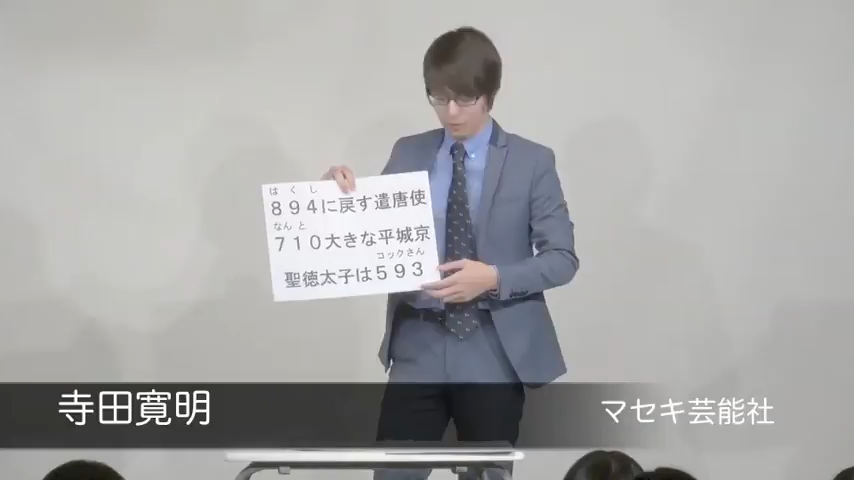 はくし
894に戻す遣唐使
なんと
710大きな平城京
コックさん
聖徳太子は593
寺田寛明
マセキ芸能社